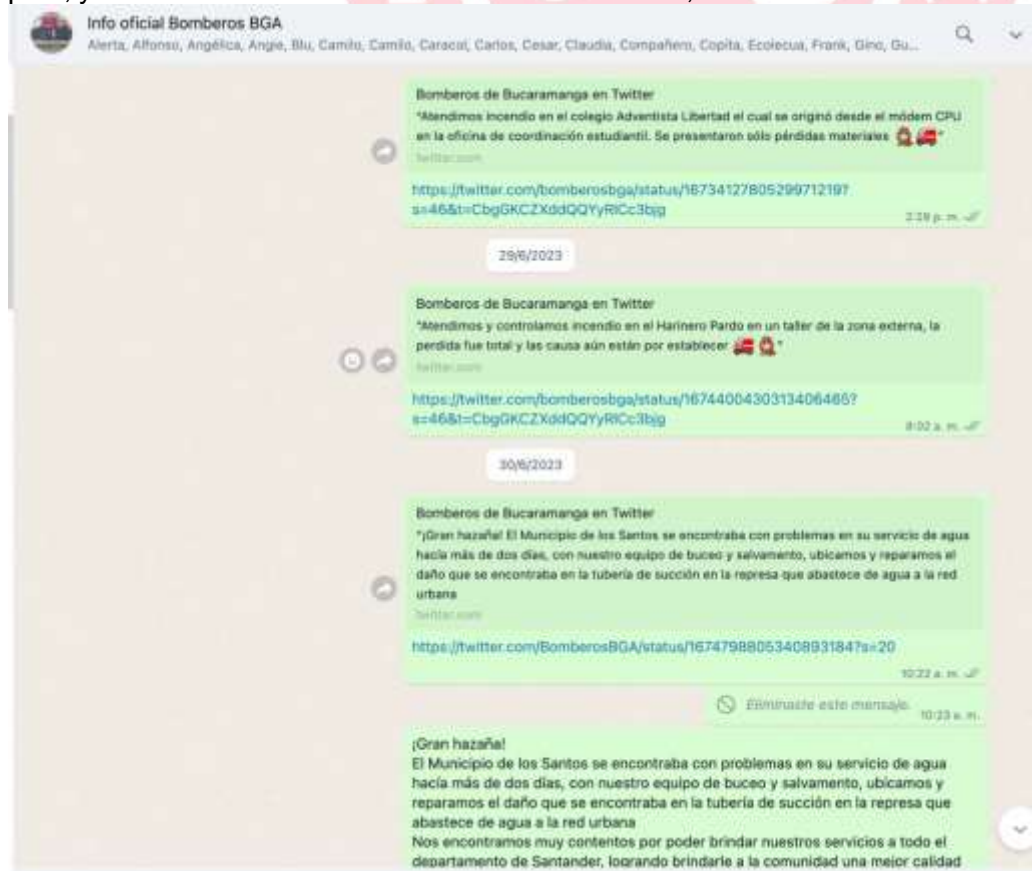 Info oficial Bomberos BGA
Alerta, Alfonso, Angélica, Angie, Blu, Camilo, Camilo, Caracol, Carlos, Cesar, Claudia, Compañero, Copita, Ecolecua, Frank, Gino, Gu...
Bomberos de Bucaramanga en Twitter
"Atendimos incendio en el colegio Adventista Libertad el cual se originó desde el módem CPU
en la oficina de coordinación estudiantil. Se presentaron sólo pérdidas materiales 👩‍🚒🚒"
twitter.com
https://twitter.com/bomberosbga/status/1673412780529971219?
s=46&t=CbgGKCZXddQQYyRlCc3bjg
2:28 p. m.
29/6/2023
Bomberos de Bucaramanga en Twitter
"Atendimos y controlamos incendio en el Harinero Pardo en un taller de la zona externa, la
perdida fue total y las causa aún están por establecer 🚒👩‍🚒"
twitter.com
https://twitter.com/bomberosbga/status/1674400430313406465?
s=46&t=CbgGKCZXddQQYyRlCc3bjg
8:02 a. m.
30/6/2023
Bomberos de Bucaramanga en Twitter
"¡Gran hazaña! El Municipio de los Santos se encontraba con problemas en su servicio de agua
hacía más de dos días, con nuestro equipo de buceo y salvamento, ubicamos y reparamos el
daño que se encontraba en la tubería de succión en la represa que abastece de agua a la red
urbana
twitter.com
https://twitter.com/BomberosBGA/status/1674798805340893184?s=20
10:22 a. m.
Eliminaste este mensaje.
10:23 a. m.
¡Gran hazaña!
El Municipio de los Santos se encontraba con problemas en su servicio de agua
hacía más de dos días, con nuestro equipo de buceo y salvamento, ubicamos y
reparamos el daño que se encontraba en la tubería de succión en la represa que
abastece de agua a la red urbana
Nos encontramos muy contentos por poder brindar nuestros servicios a todo el
departamento de Santander, logrando brindarle a la comunidad una mejor calidad